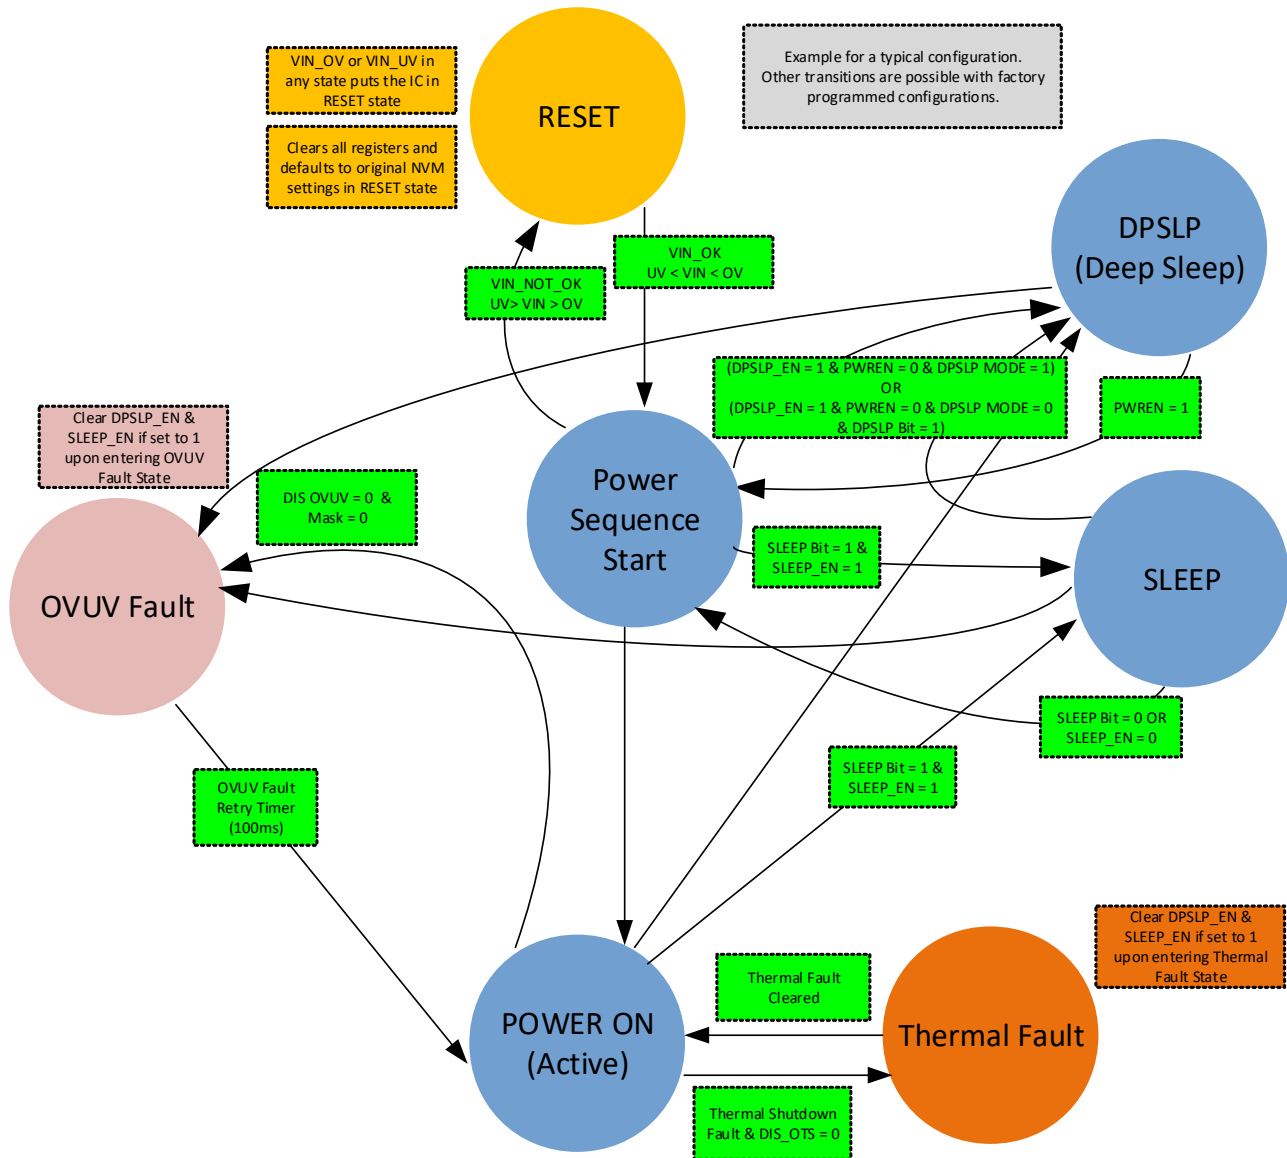 VIN_OV or VIN_UV in
any state puts the IC in
RESET state
Clears all registers and
defaults to original NVM
settings in RESET state
RESET
Example for a typical configuration.
Other transitions are possible with factory
programmed configurations.
DPSLP
(Deep Sleep)
VIN_NOT_OK
UV> VIN > OV
VIN_OK
UV < VIN < OV
(DPSLP_EN = 1 & PWREN = 0 & DPSLP MODE = 1)
OR
(DPSLP_EN = 1 & PWREN = 0 & DPSLP MODE = 0
& DPSLP Bit = 1)
PWREN = 1
Clear DPSLP_EN &
SLEEP_EN if set to 1
upon entering OVUV
Fault State
DIS OVUV = 0 &
Mask = 0
Power
Sequence
Start
SLEEP Bit = 1 &
SLEEP_EN = 1
SLEEP
OVUV Fault
SLEEP Bit = 0 OR
SLEEP_EN = 0
SLEEP Bit = 1 &
SLEEP_EN = 1
OVUV Fault
Retry Timer
(100ms)
Clear DPSLP_EN &
SLEEP_EN if set to 1
upon entering Thermal
Fault State
Thermal Fault
Cleared
POWER ON
(Active)
Thermal Fault
Thermal Shutdown
Fault & DIS_OTS = 0